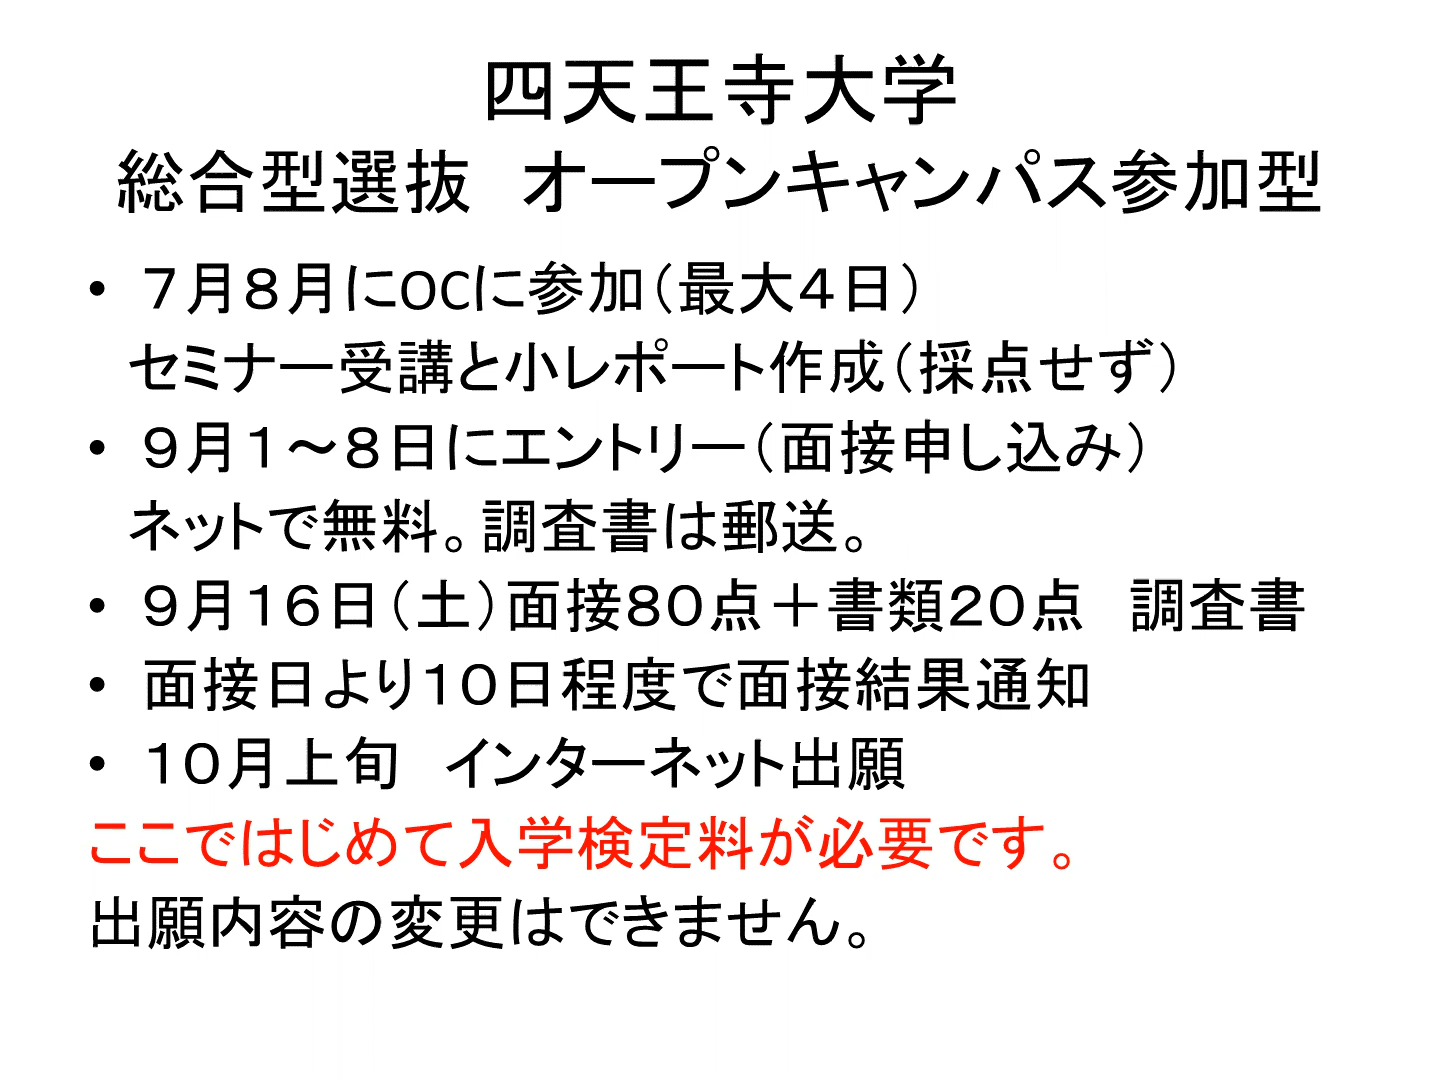 四天王寺大学
総合型選抜　オープンキャンパス参加型
• ７月８月にOCに参加（最大４日）
セミナー受講と小レポート作成（採点せず）
• ９月１～８日にエントリー（面接申し込み）
ネットで無料。調査書は郵送。
• ９月１６日（土）面接８０点＋書類２０点　調査書
• 面接日より１０日程度で面接結果通知
• １０月上旬　インターネット出願
ここではじめて入学検定料が必要です。
出願内容の変更はできません。